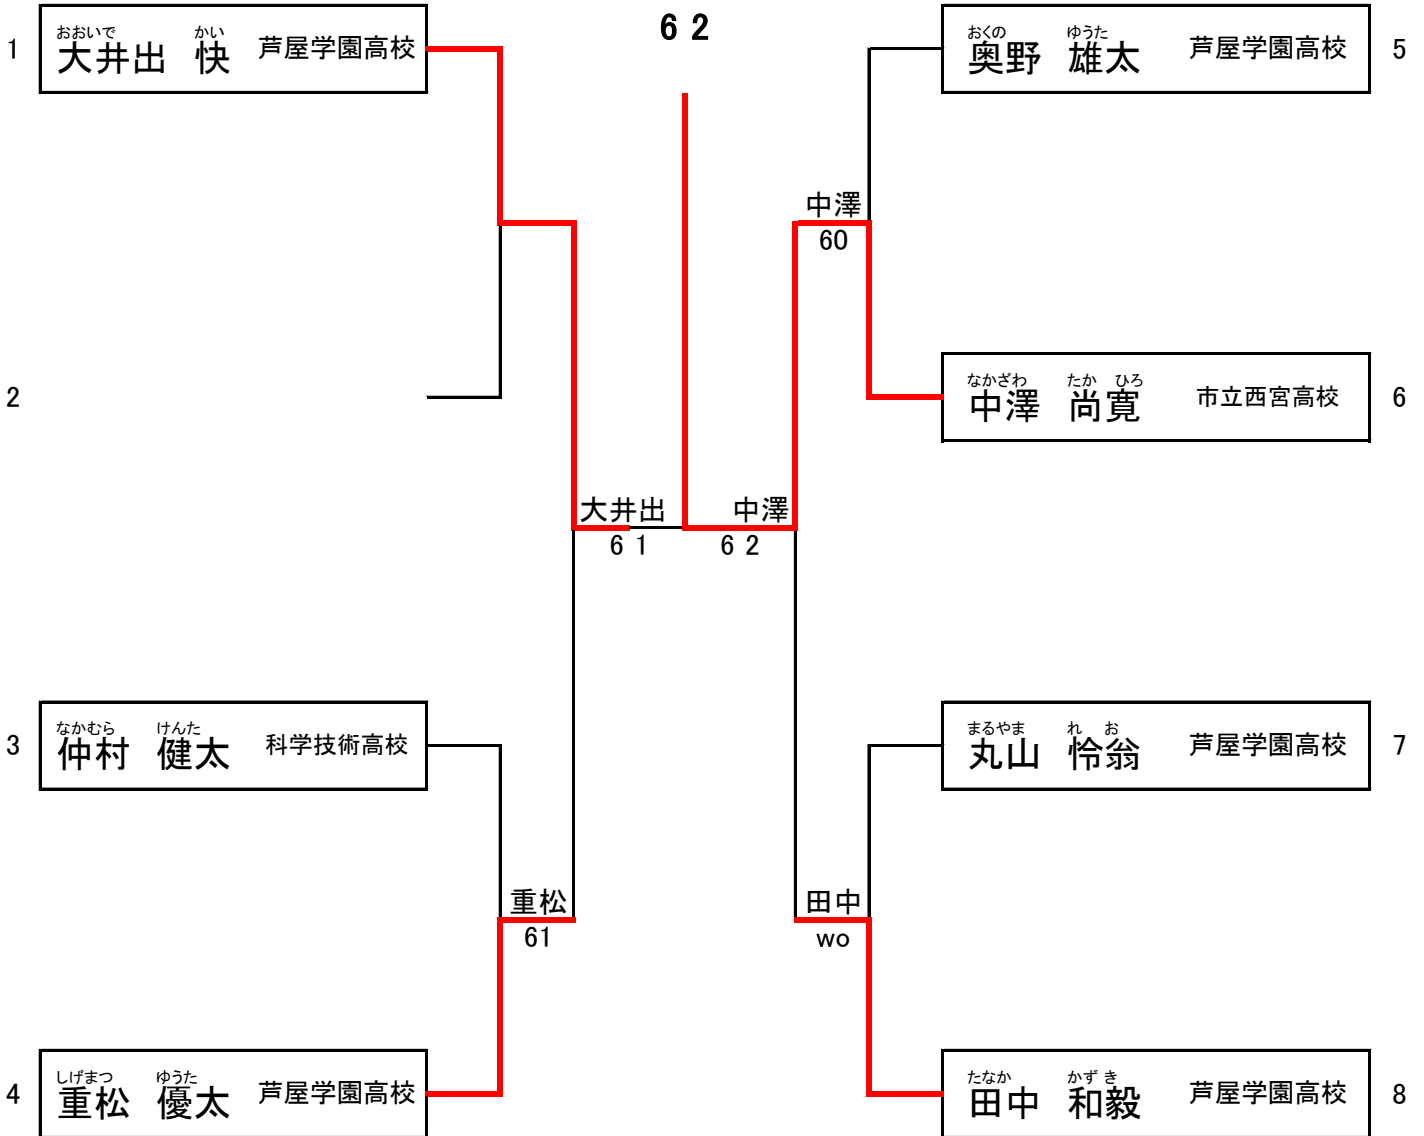 6 2
おおいで かい
1 大井出 快 芦屋学園高校
おくの ゆうた
奥野 雄太 芦屋学園高校 5
中澤
60
2
なかざわ たか ひろ
中澤 尚寛 市立西宮高校 6
大井出 中澤
6 1 6 2
なかむら けんた
3 仲村 健太 科学技術高校
まるやま れ お
丸山 怜翁 芦屋学園高校 7
重松
61
田中
wo
しげまつ ゆうた
4 重松 優太 芦屋学園高校
たなか かず き
田中 和毅 芦屋学園高校 8